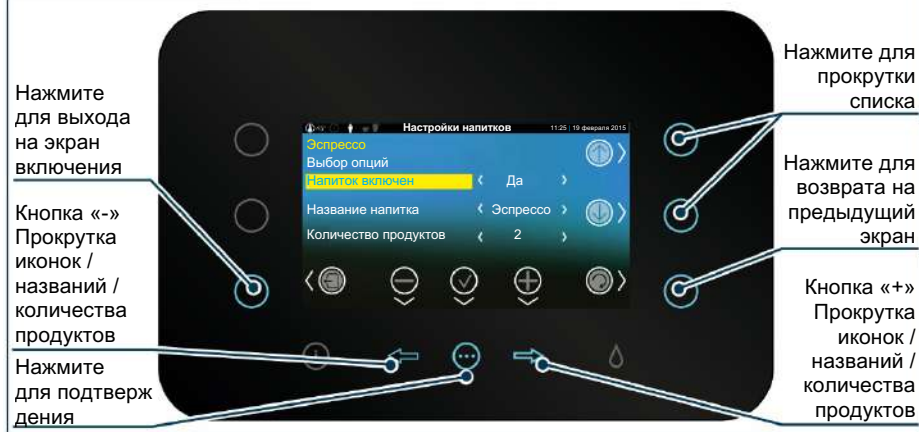 Нажмите
для выхода
на экран
включения
Кнопка «-»
Прокрутка
иконок /
названий /
количества
продуктов
Нажмите
для подтверж
дения
Настройки напитков
11:25 | 19 февраля 2015
Эспрессо
Выбор опций
Напиток включен ‹ Да ›
Название напитка ‹ Эспрессо ›
Количество продуктов ‹ 2 ›
Нажмите для
прокрутки
списка
Нажмите для
возврата на
предыдущий
экран
Кнопка «+»
Прокрутка
иконок /
названий /
количества
продуктов